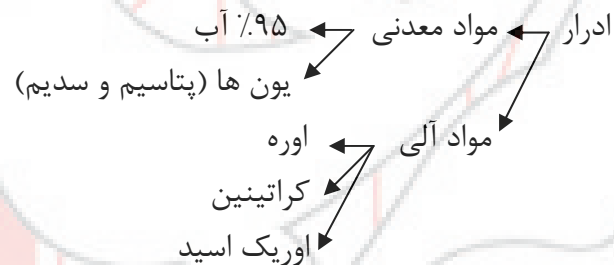 ادرار مواد معدنی ۹۵٪ آب
یون ها (پتاسیم و سدیم)
مواد آلی اوره
کراتینین
اوریک اسید